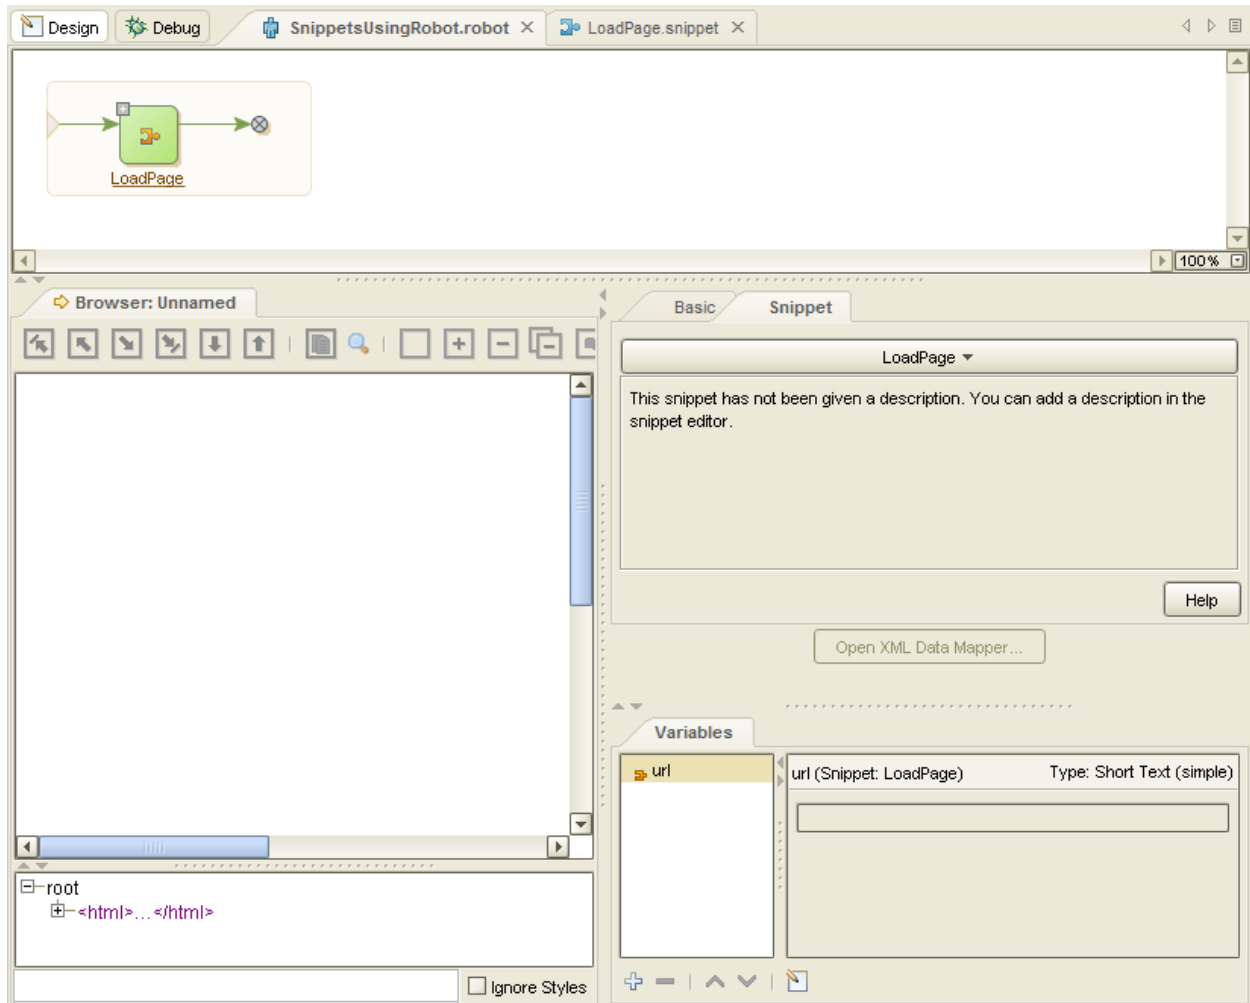 Design Debug SnippetsUsingRobot.robot LoadPage.snippet
LoadPage
100%
Browser: Unnamed
Basic Snippet
LoadPage
This snippet has not been given a description. You can add a description in the
snippet editor.
Help
Open XML Data Mapper...
Variables
url
url (Snippet: LoadPage) Type: Short Text (simple)
root
<html>...</html>
Ignore Styles